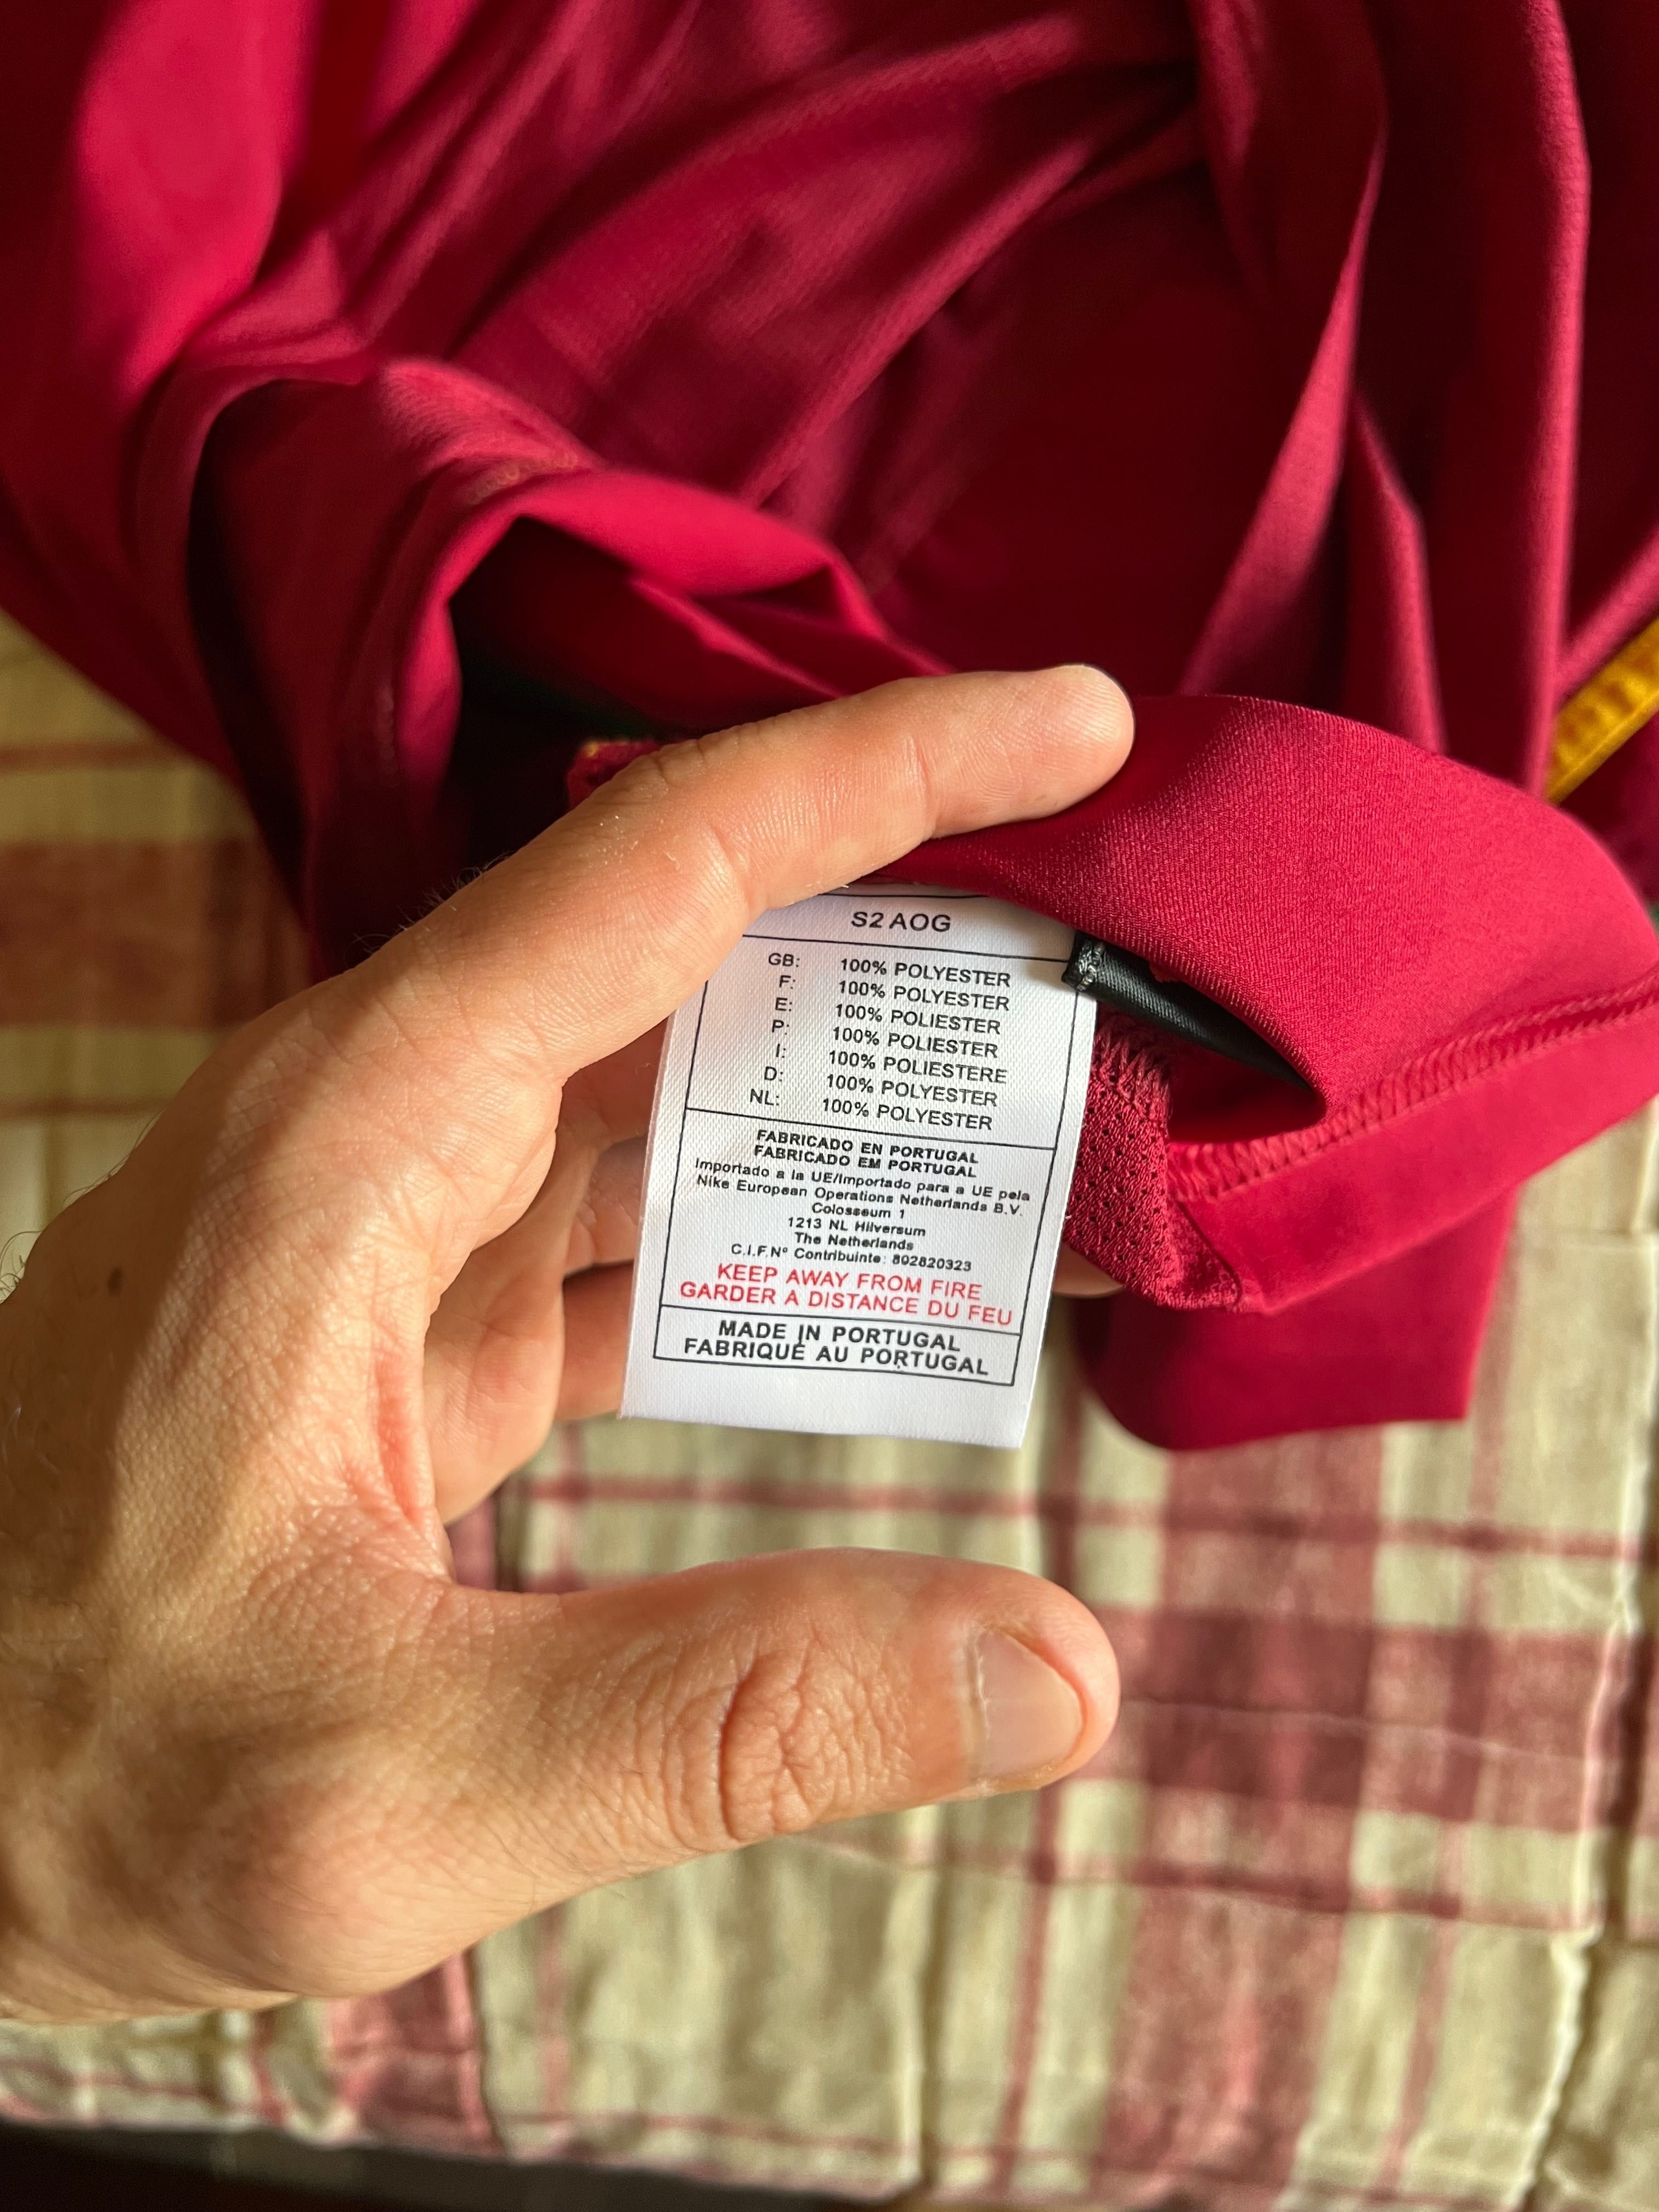 S2 AOG
GB: 100% POLYESTER
F: 100% POLYESTER
E: 100% POLIESTER
P: 100% POLIESTER
I: 100% POLIESTERE
D: 100% POLYESTER
NL: 100% POLYESTER
FABRICADO EN PORTUGAL
FABRICADO EM PORTUGAL
Importado a la UE/Importado para a UE pela
Nike European Operations Netherlands B.V.
Colosseum 1
1213 NL Hilversum
The Netherlands
C.I.F.Nº Contribuinte: 802820323
KEEP AWAY FROM FIRE
GARDER A DISTANCE DU FEU
MADE IN PORTUGAL
FABRIQUÉ AU PORTUGAL